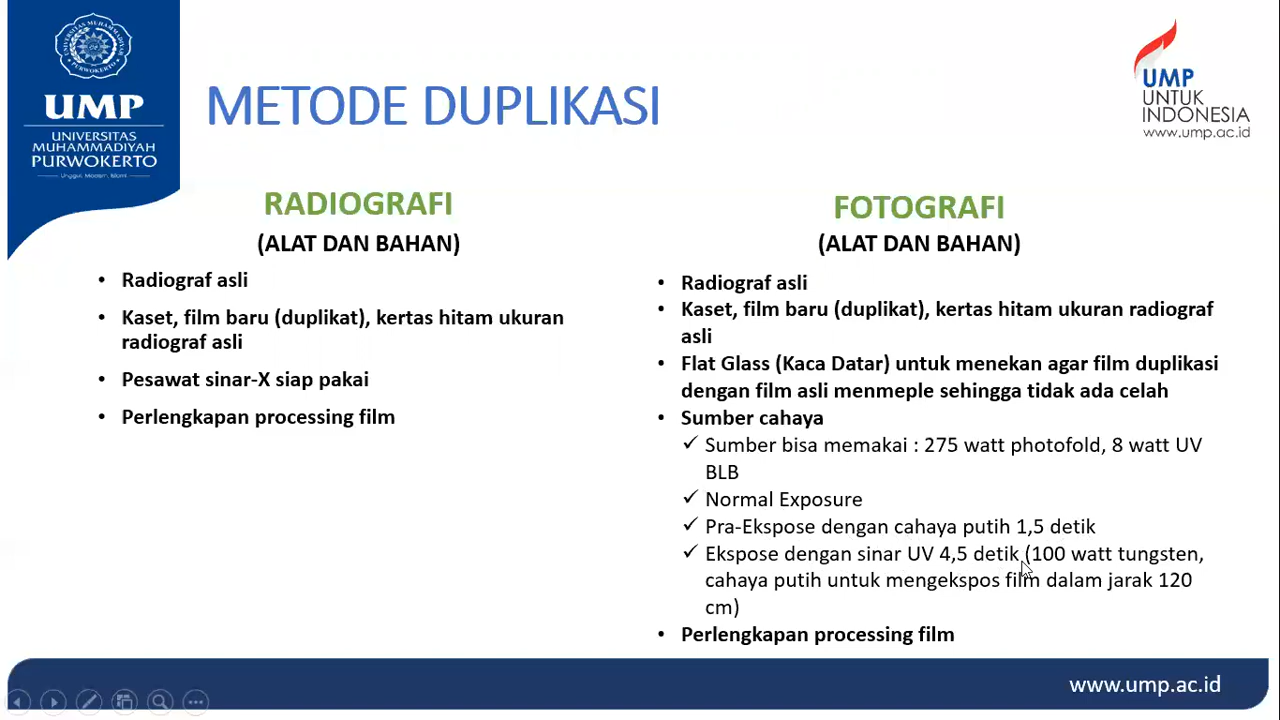 UNIVERSITAS MUHAMMADIYAH
PURWOKERTO
UMP
UNIVERSITAS
MUHAMMADIYAH
PURWOKERTO
Unggul, Modern, Islami
METODE DUPLIKASI
UMP
UNTUK
INDONESIA
www.ump.ac.id
RADIOGRAFI
(ALAT DAN BAHAN)
• Radiograf asli
• Kaset, film baru (duplikat), kertas hitam ukuran
radiograf asli
• Pesawat sinar-X siap pakai
• Perlengkapan processing film
FOTOGRAFI
(ALAT DAN BAHAN)
• Radiograf asli
• Kaset, film baru (duplikat), kertas hitam ukuran radiograf
asli
• Flat Glass (Kaca Datar) untuk menekan agar film duplikasi
dengan film asli menmeple sehingga tidak ada celah
• Sumber cahaya
✓ Sumber bisa memakai : 275 watt photofold, 8 watt UV
BLB
✓ Normal Exposure
✓ Pra-Ekspose dengan cahaya putih 1,5 detik
✓ Ekspose dengan sinar UV 4,5 detik (100 watt tungsten,
cahaya putih untuk mengekspos film dalam jarak 120
cm)
• Perlengkapan processing film
www.ump.ac.id